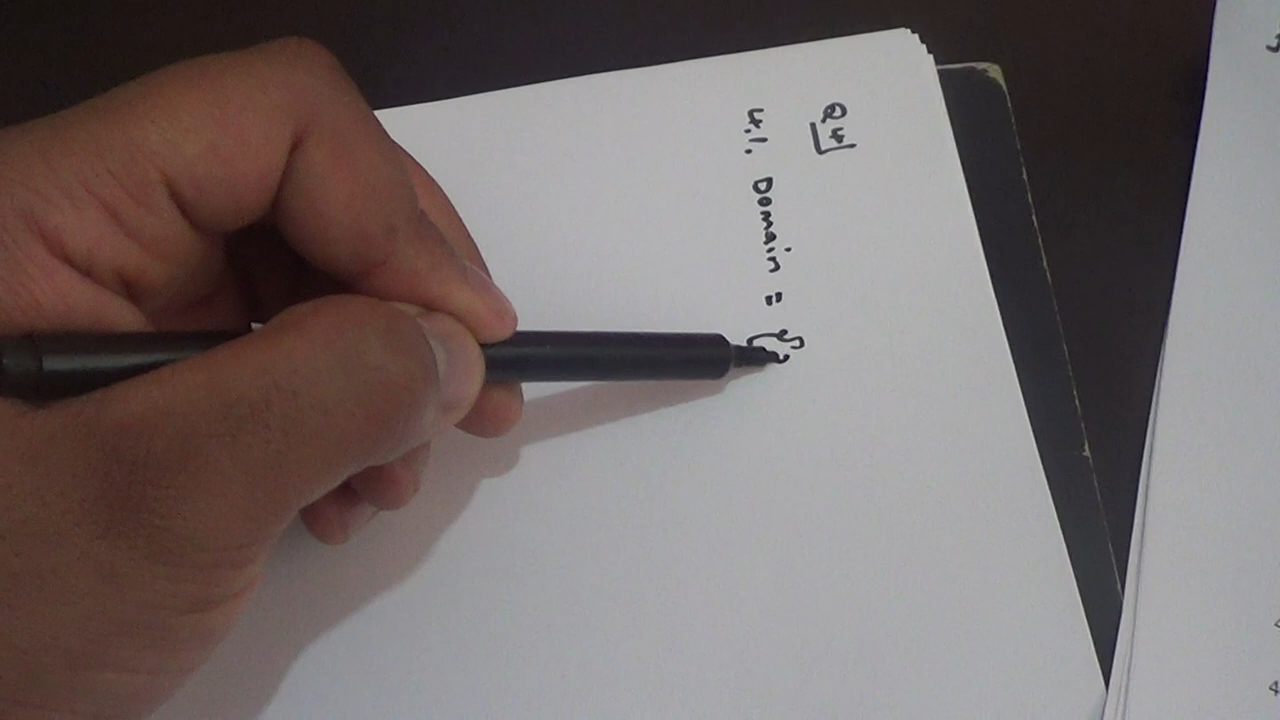 Q4
4.1. Domain = {